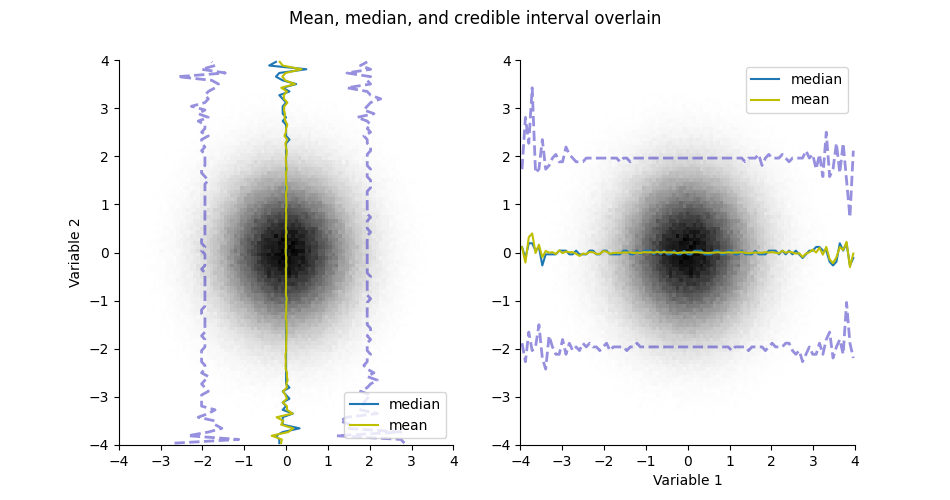 Mean, median, and credible interval overlain
4
3
2
1
0
−1
−2
−3
−4
Variable 2
−4 −3 −2 −1 0 1 2 3 4
median
mean
4
3
2
1
0
−1
−2
−3
−4
−4 −3 −2 −1 0 1 2 3 4
Variable 1
median
mean